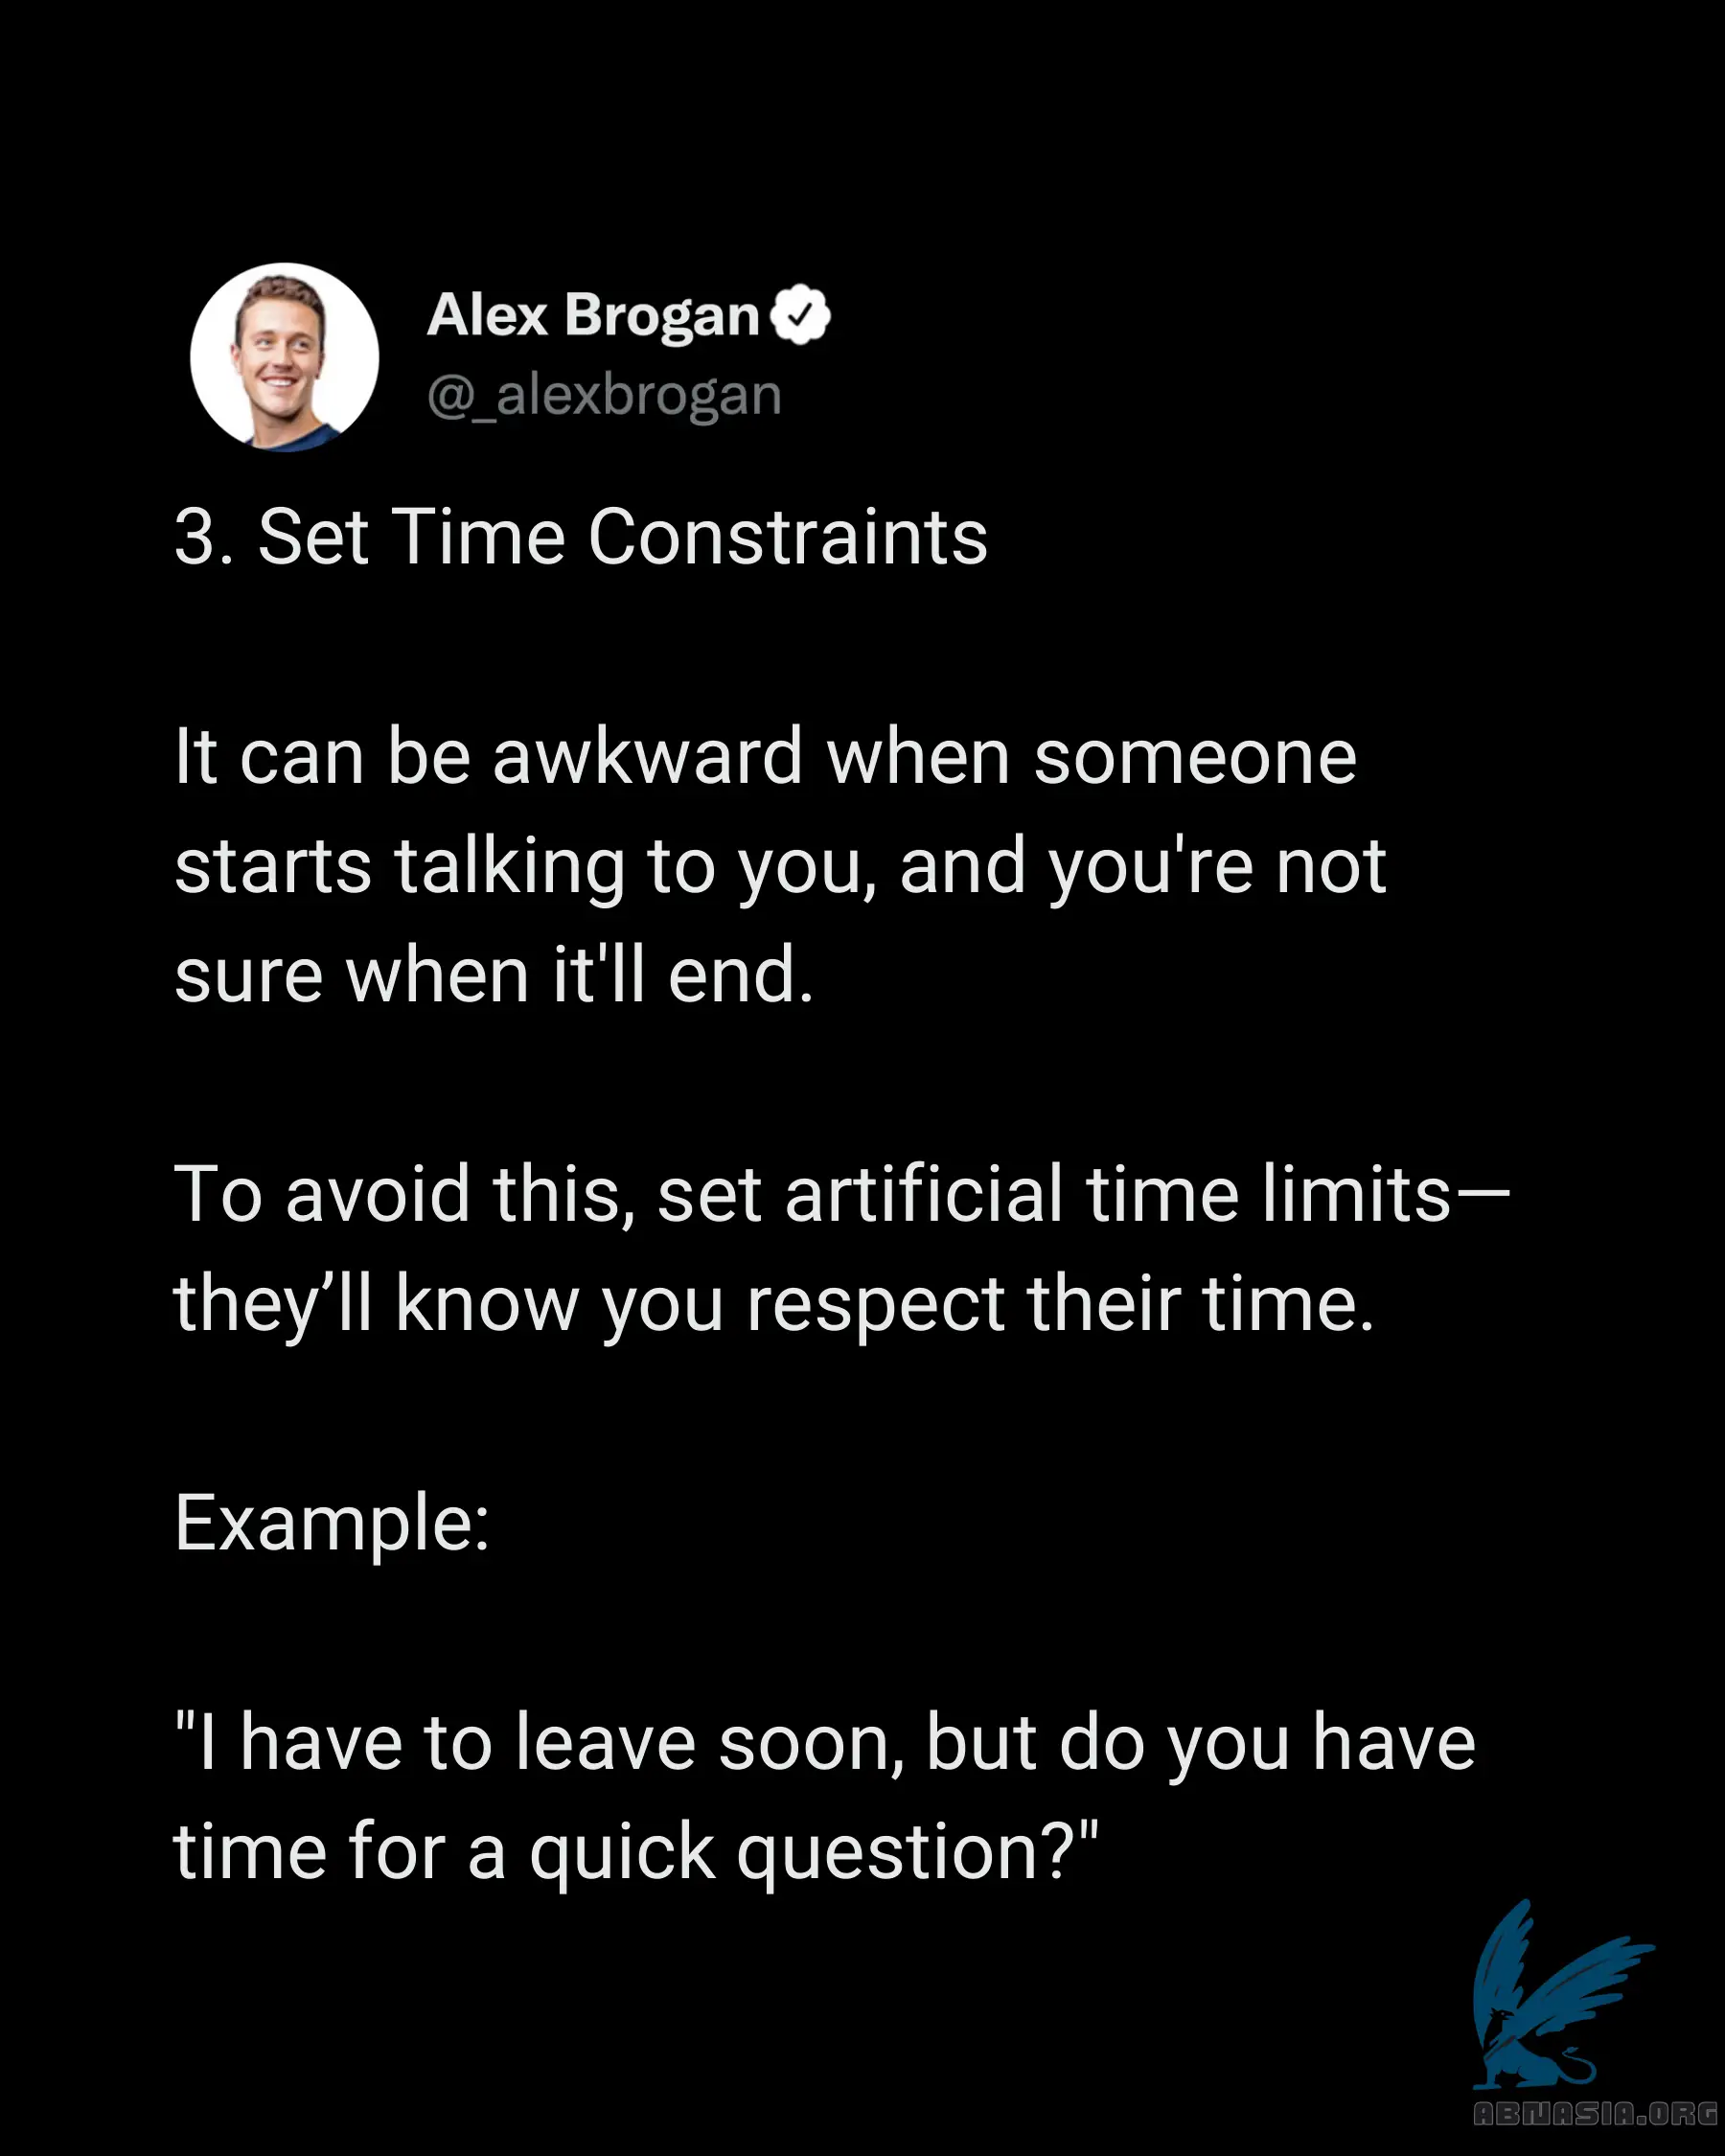 Alex Brogan
@_alexbrogan
3. Set Time Constraints
It can be awkward when someone
starts talking to you, and you're not
sure when it'll end.
To avoid this, set artificial time limits—
they’ll know you respect their time.
Example:
"I have to leave soon, but do you have
time for a quick question?"
ABNASIA.ORG